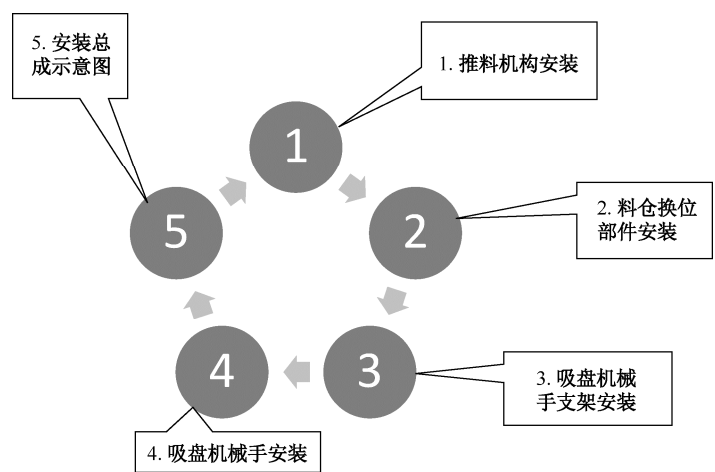 5. 安装总
成示意图
1. 推料机构安装
1
5
2
2. 料仓换位
部件安装
4
3
3. 吸盘机械
手支架安装
4. 吸盘机械手安装